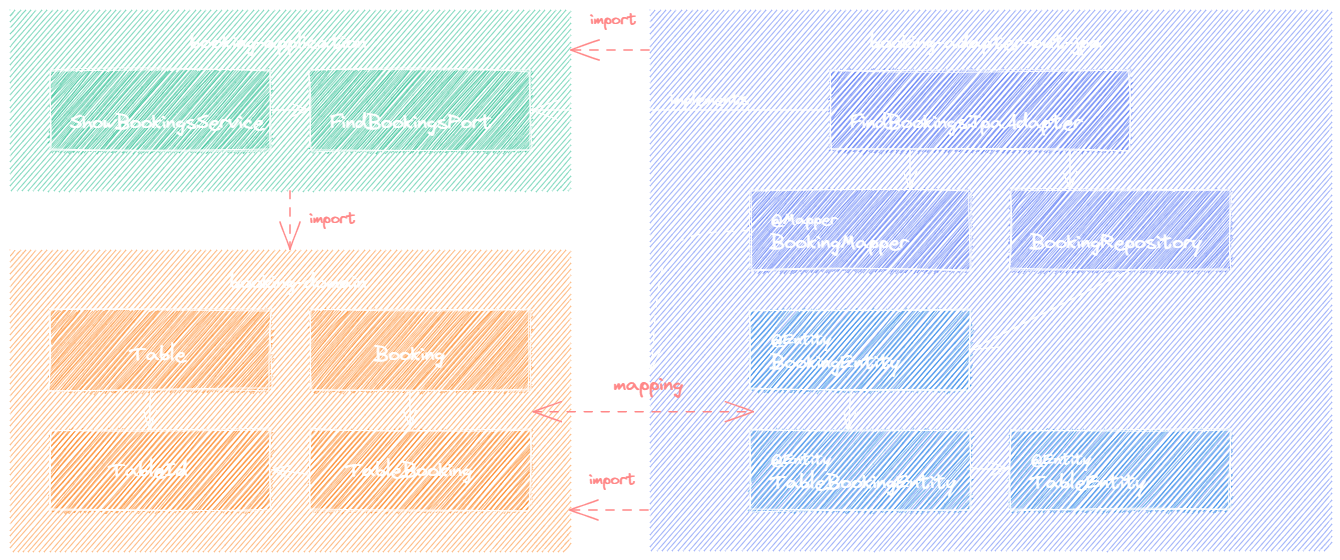 import
booking-application
booking-adapter-out-jpa
implements
ShowBookingsService
FindBookingsPort
FindBookingsJpaAdapter
import
@Mapper
BookingMapper
BookingRepository
booking-domain
Table
Booking
@Entity
BookingEntity
mapping
TableId
TableBooking
@Entity
TableBookingEntity
@Entity
TableEntity
import